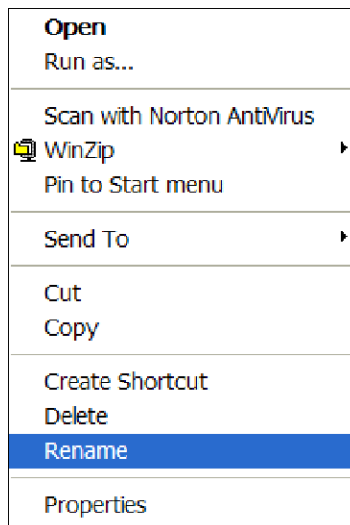 Open
Run as...
Scan with Norton AntiVirus
WinZip
Pin to Start menu
Send To
Cut
Copy
Create Shortcut
Delete
Rename
Properties